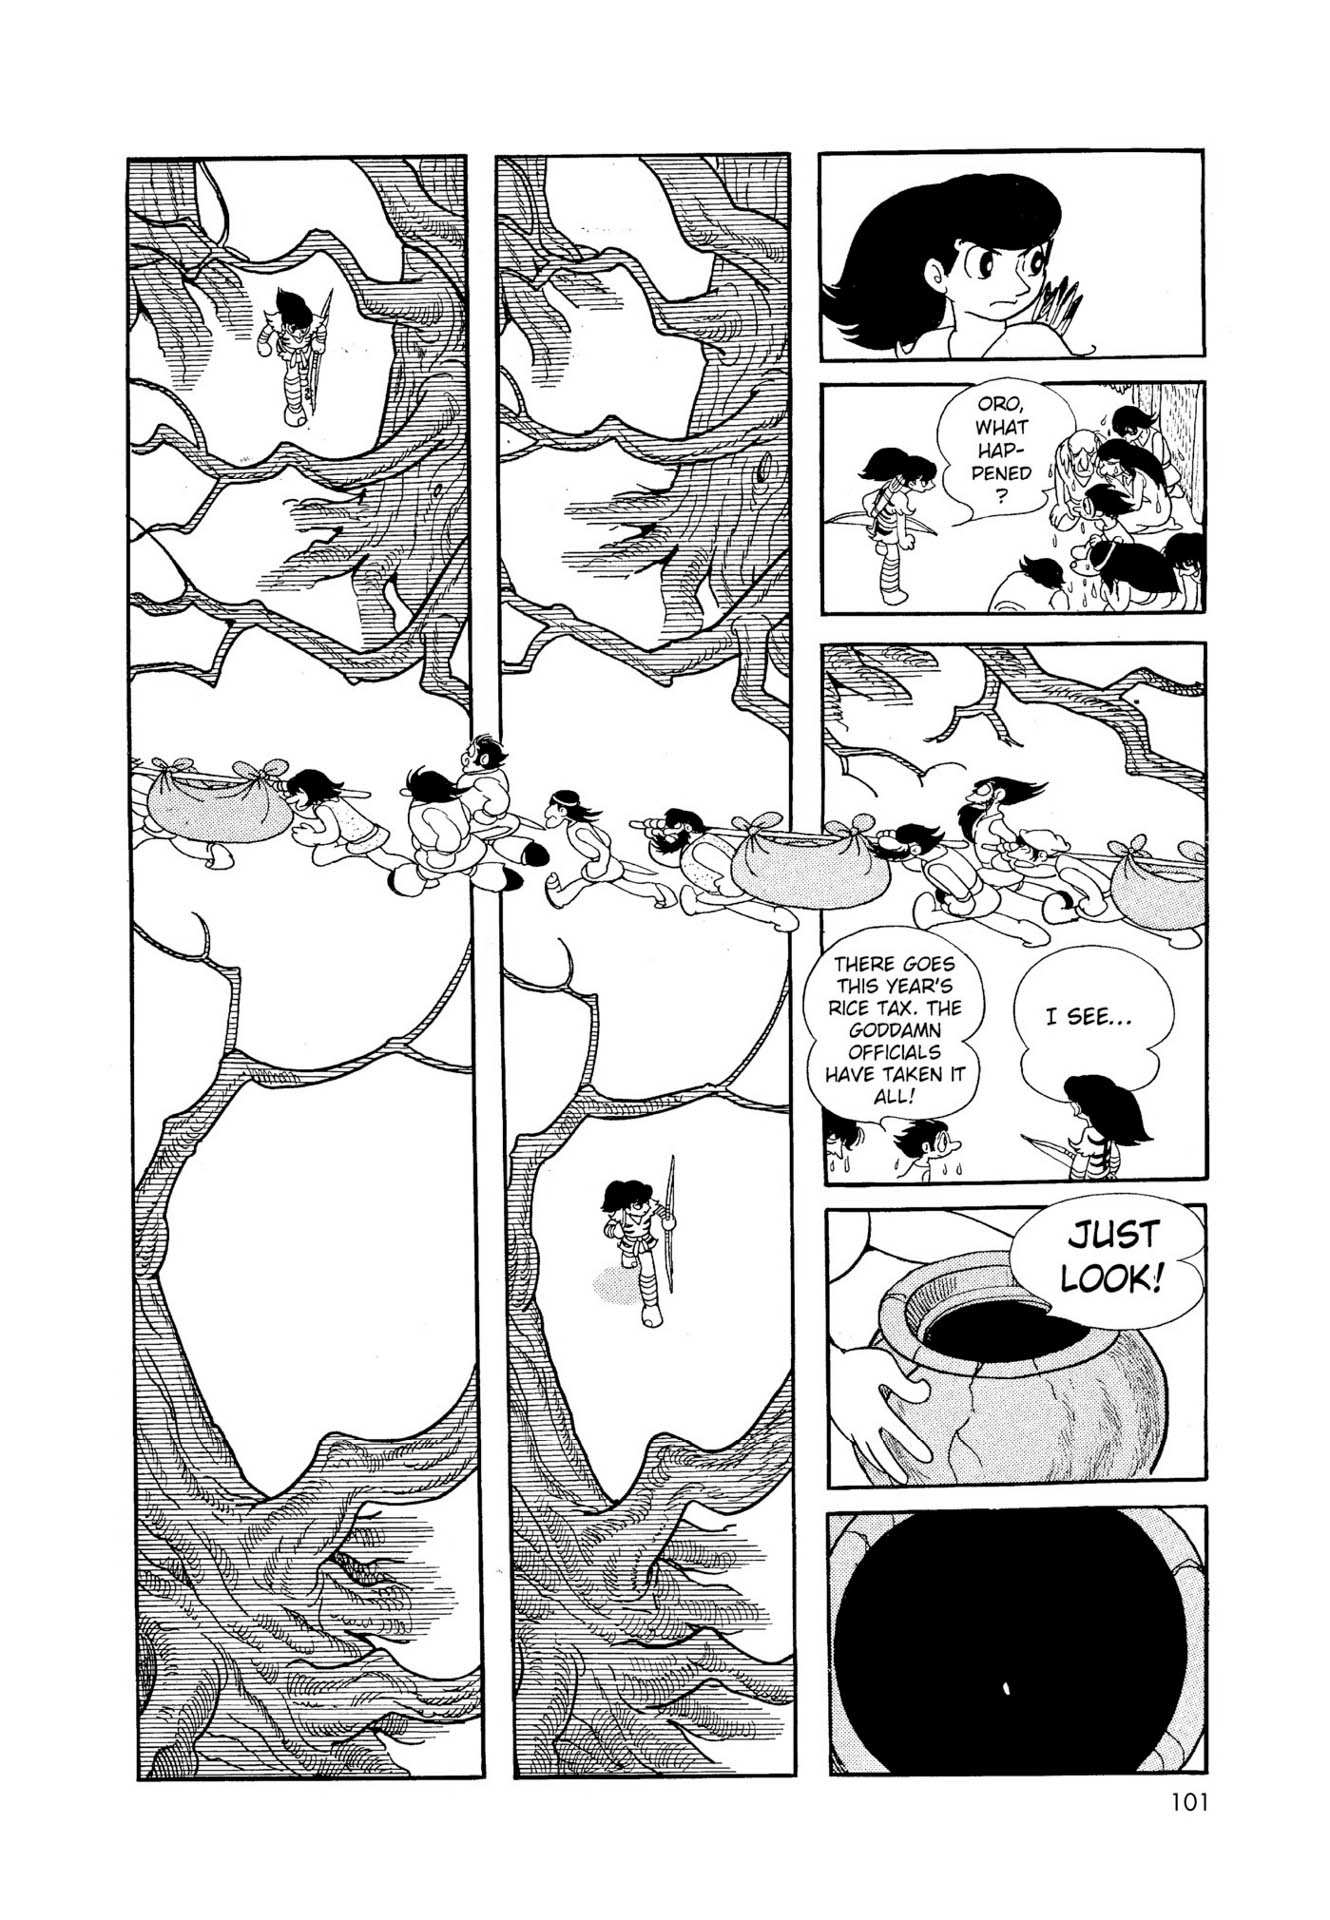 ORO,
WHAT
HAP-
PENED
?
THERE GOES
THIS YEAR'S
RICE TAX. THE
GODDAMN
OFFICIALS
HAVE TAKEN IT
ALL!
I SEE...
JUST
LOOK!
101